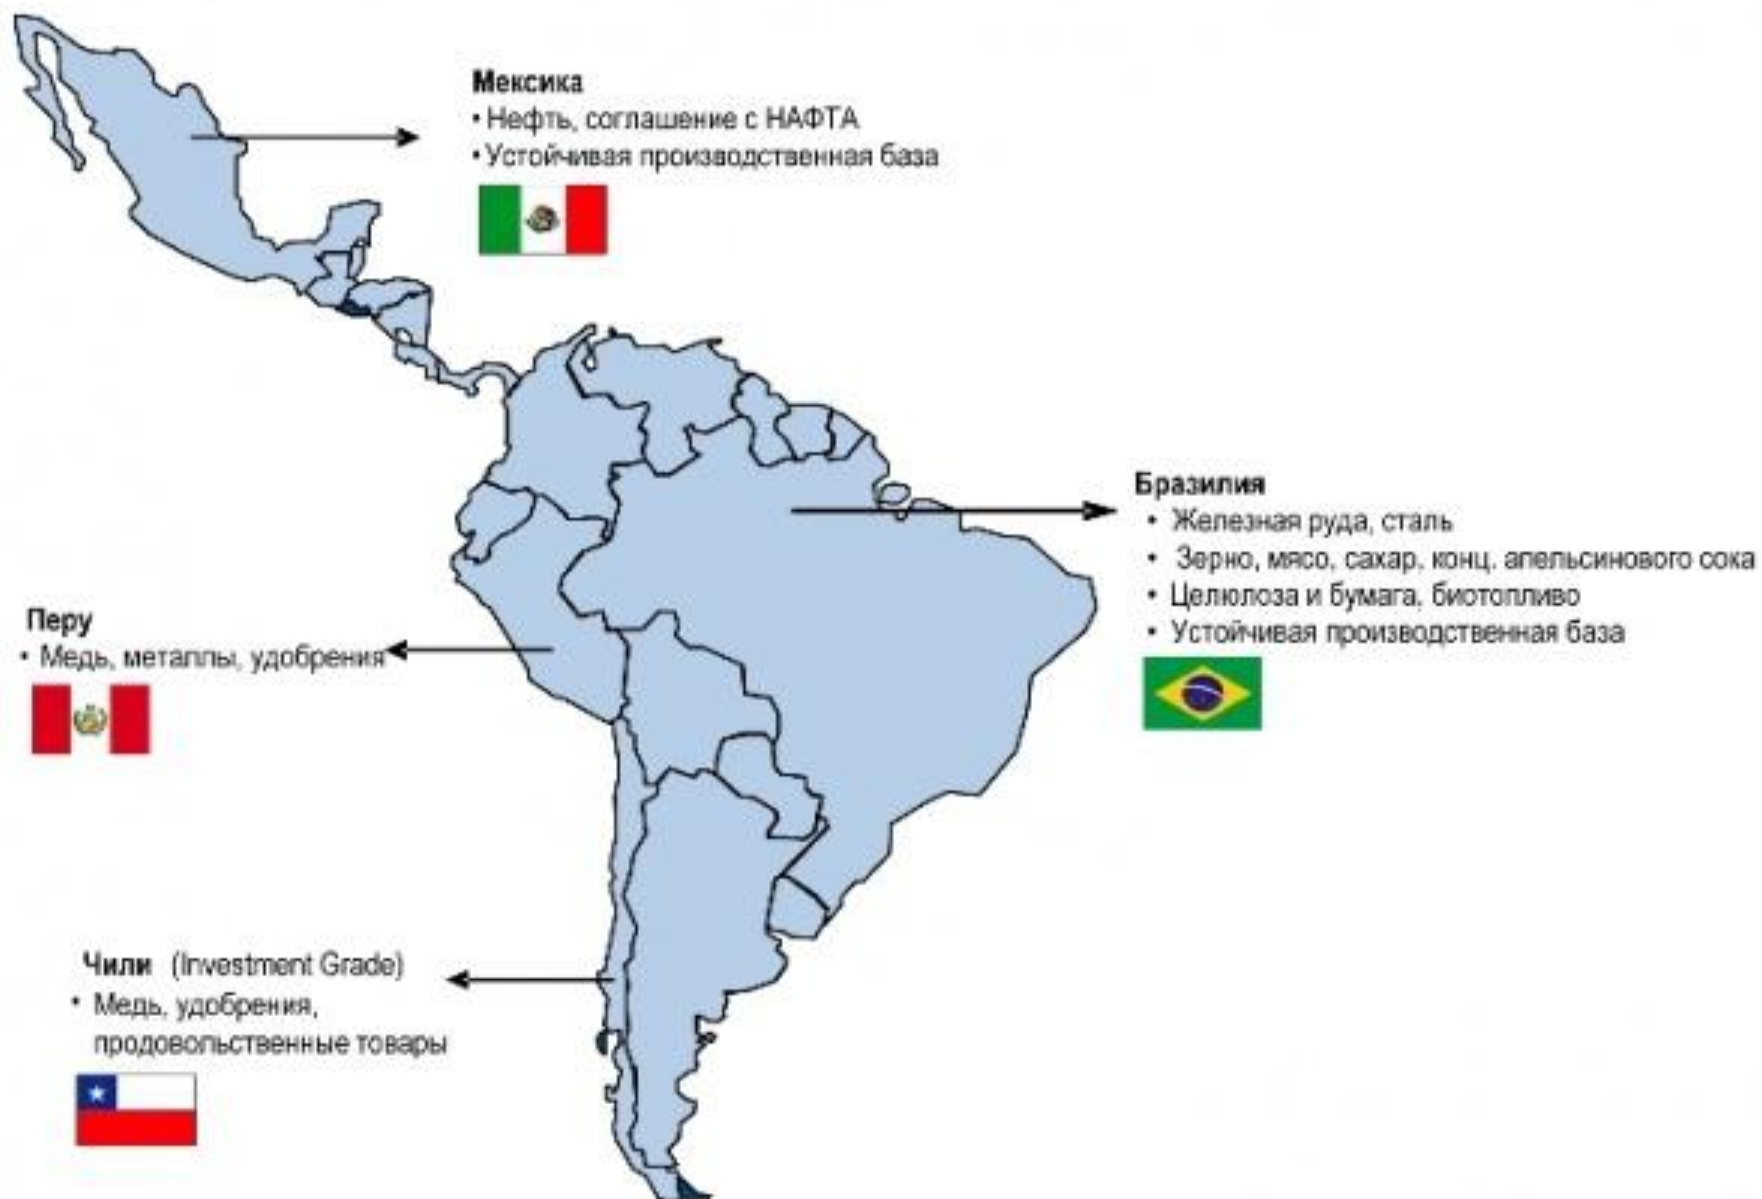 Мексика
• Нефть, соглашение с НАФТА
• Устойчивая производственная база
Бразилия
• Железная руда, сталь
• Зерно, мясо, сахар, конц. апельсинового сока
• Целюлоза и бумага, биотопливо
• Устойчивая производственная база
Перу
• Медь, металлы, удобрения
Чили (Investment Grade)
• Медь, удобрения,
продовольственные товары